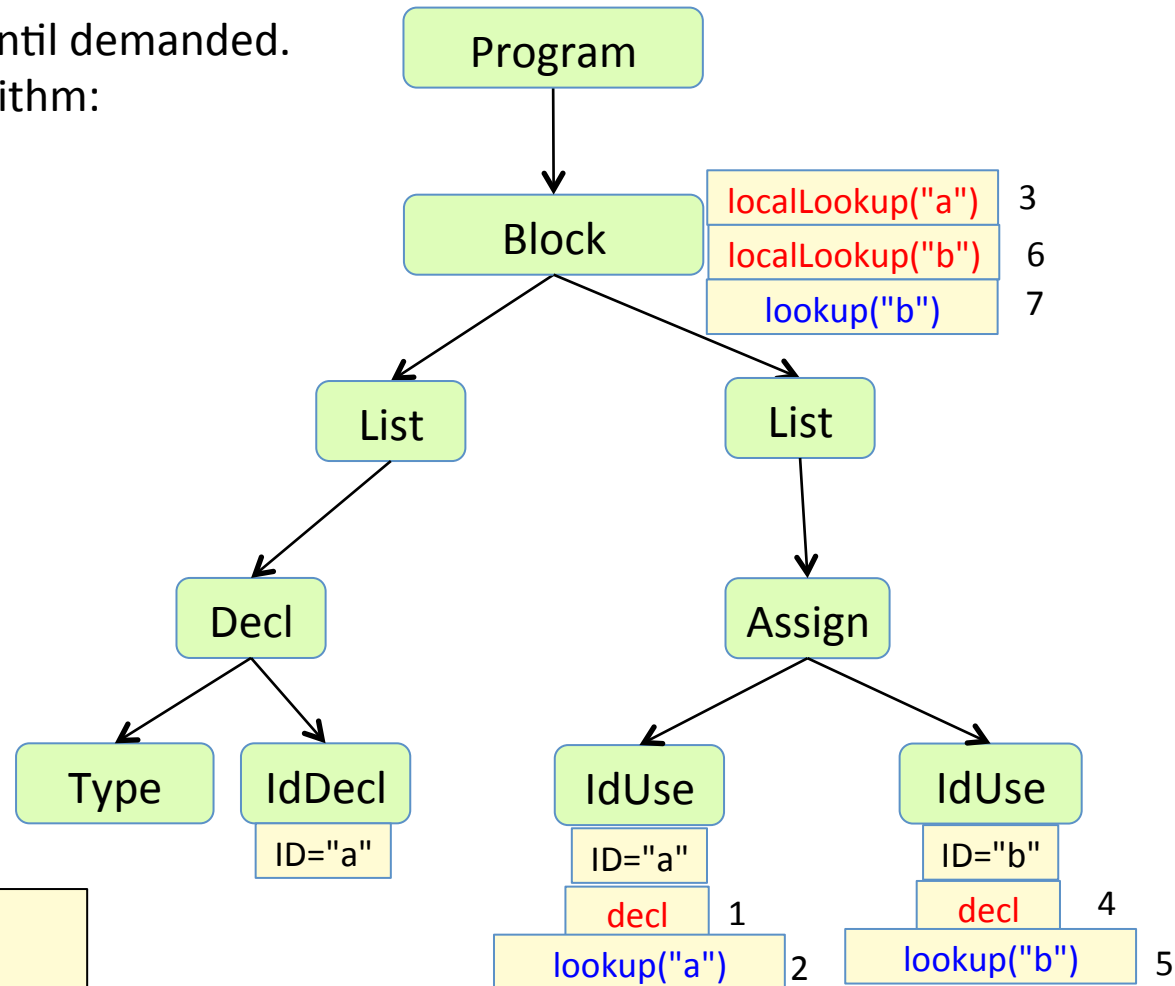 ntil demanded.
ithm:
Program
Block
localLookup("a") 3
localLookup("b") 6
lookup("b") 7
List
List
Decl
Assign
Type
IdDecl
IdUse
IdUse
ID="a"
ID="a"
ID="b"
decl 1
decl 4
lookup("a") 2
lookup("b") 5